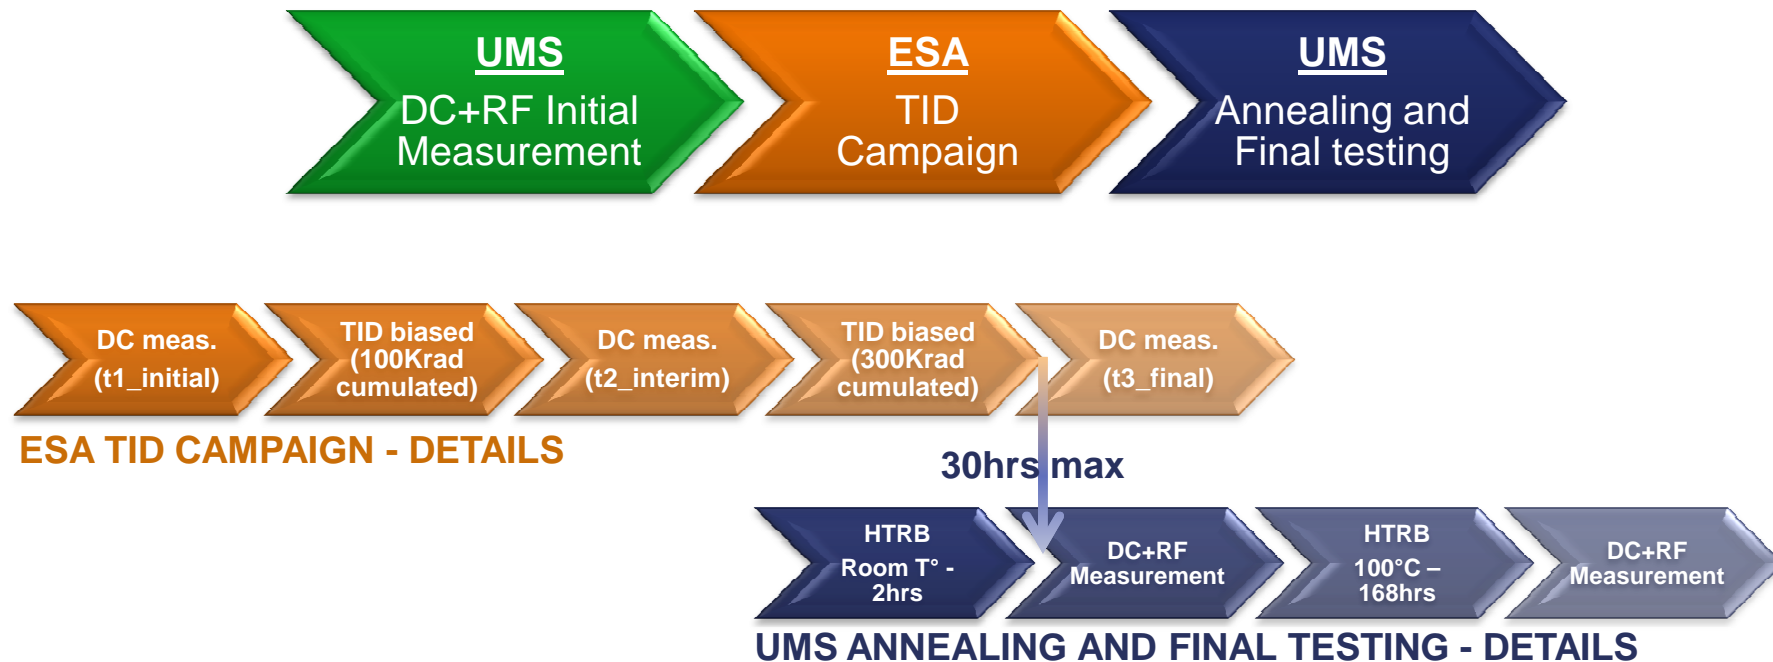 UMS
DC+RF Initial
Measurement
ESA
TID
Campaign
UMS
Annealing and
Final testing
DC meas.
(t1_initial)
TID biased
(100Krad
cumulated)
DC meas.
(t2_interim)
TID biased
(300Krad
cumulated)
DC meas.
(t3_final)
ESA TID CAMPAIGN - DETAILS
30hrs max
HTRB
Room T° -
2hrs
DC+RF
Measurement
HTRB
100°C –
168hrs
DC+RF
Measurement
UMS ANNEALING AND FINAL TESTING - DETAILS